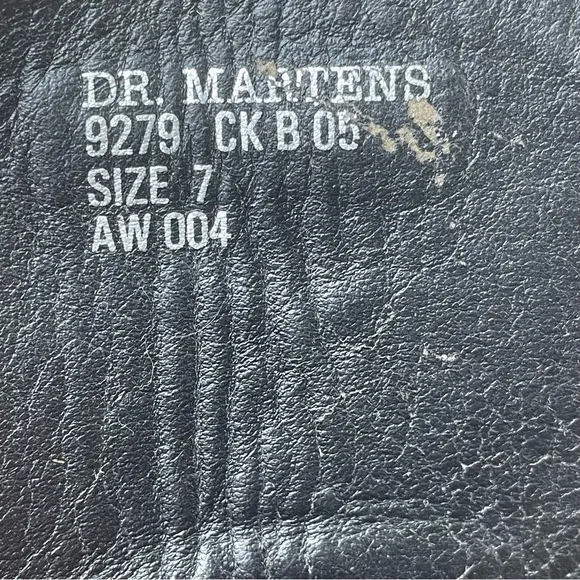 DR. MARTENS
9279 CK B 05
SIZE 7
AW 004